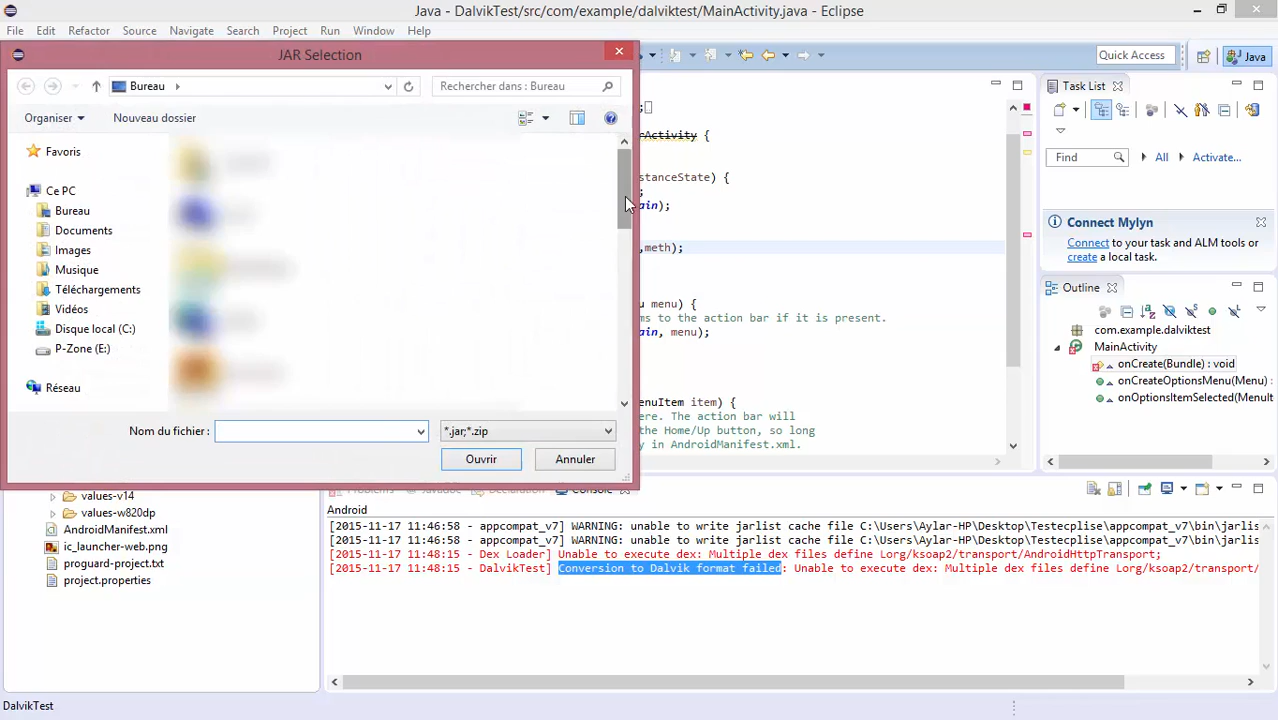 Java - DalvikTest/src/com/example/dalviktest/MainActivity.java - Eclipse
File Edit Refactor Source Navigate Search Project Run Window Help
JAR Selection
Quick Access
Java
Bureau
Rechercher dans : Bureau
Organiser
Nouveau dossier
Favoris
Ce PC
Bureau
Documents
Images
Musique
Téléchargements
Vidéos
Disque local (C:)
P-Zone (E:)
Réseau
Nom du fichier :
*.jar;*.zip
Ouvrir
Annuler
rActivity {
stanceState) {
;
ain);
,meth);
u menu) {
ms to the action bar if it is present.
ain, menu);
enuItem item) {
ere. The action bar will
the Home/Up button, so long
y in AndroidManifest.xml.
Task List
Find
All
Activate...
Connect Mylyn
Connect to your task and ALM tools or
create a local task.
Outline
com.example.dalviktest
MainActivity
onCreate(Bundle) : void
onCreateOptionsMenu(Menu) :
onOptionsItemSelected(MenuIt
values-v14
values-w820dp
AndroidManifest.xml
ic_launcher-web.png
proguard-project.txt
project.properties
Problems Javadoc Declaration Console
Android
[2015-11-17 11:46:58 - appcompat_v7] WARNING: unable to write jarlist cache file C:\Users\Aylar-HP\Desktop\Testecplise\appcompat_v7\bin\jarlis
[2015-11-17 11:46:58 - appcompat_v7] WARNING: unable to write jarlist cache file C:\Users\Aylar-HP\Desktop\Testecplise\appcompat_v7\bin\jarlis
[2015-11-17 11:48:15 - Dex Loader] Unable to execute dex: Multiple dex files define Lorg/ksoap2/transport/AndroidHttpTransport;
[2015-11-17 11:48:15 - DalvikTest] Conversion to Dalvik format failed: Unable to execute dex: Multiple dex files define Lorg/ksoap2/transport/
DalvikTest